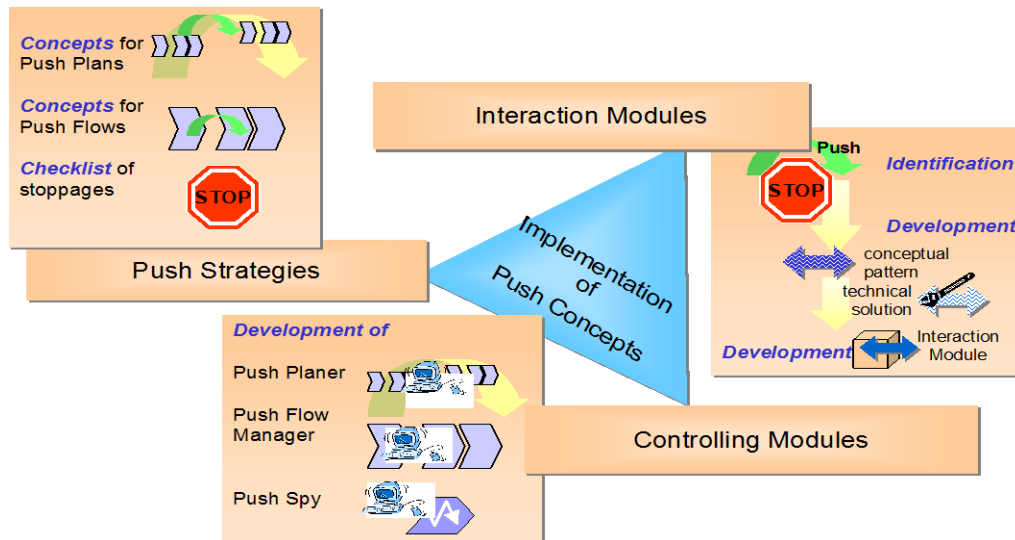 Concepts for
Push Plans
Concepts for
Push Flows
Checklist of
stoppages
STOP
Push Strategies
Interaction Modules
Push
STOP
Identification
Development
conceptual
pattern
technical
solution
Development
Interaction
Module
Implementation
of
Push Concepts
Development of
Push Planer
Push Flow
Manager
Push Spy
Controlling Modules